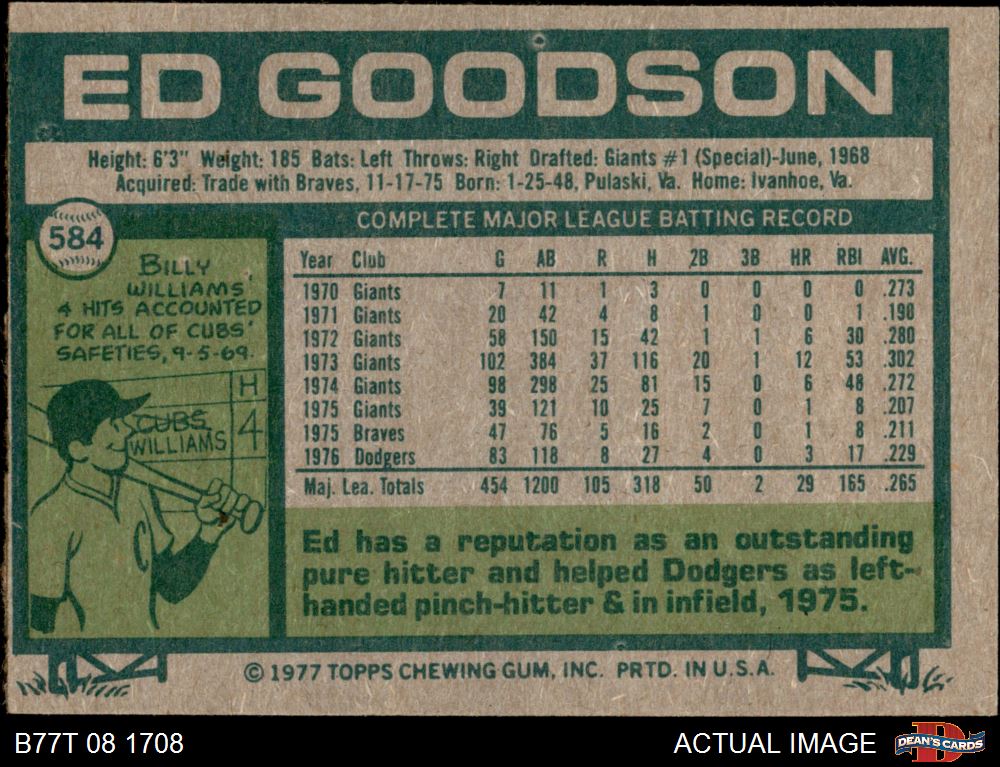 ED GOODSON
Height: 6'3" Weight: 185 Bats: Left Throws: Right Drafted: Giants #1 (Special)-June, 1968
Acquired: Trade with Braves, 11-17-75 Born: 1-25-48, Pulaski, Va. Home: Ivanhoe, Va.
584
BILLY
WILLIAMS'
4 HITS ACCOUNTED
FOR ALL OF CUBS'
SAFETIES, 9-5-69.
H
CUBS
WILLIAMS 4
C
COMPLETE MAJOR LEAGUE BATTING RECORD
Year Club G AB R H 2B 3B HR RBI AVG.
1970 Giants 7 11 1 3 0 0 0 0 .273
1971 Giants 20 42 4 8 1 0 0 1 .190
1972 Giants 58 150 15 42 1 1 6 30 .280
1973 Giants 102 384 37 116 20 1 12 53 .302
1974 Giants 98 298 25 81 15 0 6 48 .272
1975 Giants 39 121 10 25 7 0 1 8 .207
1975 Braves 47 76 5 16 2 0 1 8 .211
1976 Dodgers 83 118 8 27 4 0 3 17 .229
Maj. Lea. Totals 454 1200 105 318 50 2 29 165 .265
Ed has a reputation as an outstanding
pure hitter and helped Dodgers as left-
handed pinch-hitter & in infield, 1975.
© 1977 TOPPS CHEWING GUM, INC. PRTD. IN U.S.A.
B77T 08 1708
ACTUAL IMAGE
D
DEAN'S CARDS